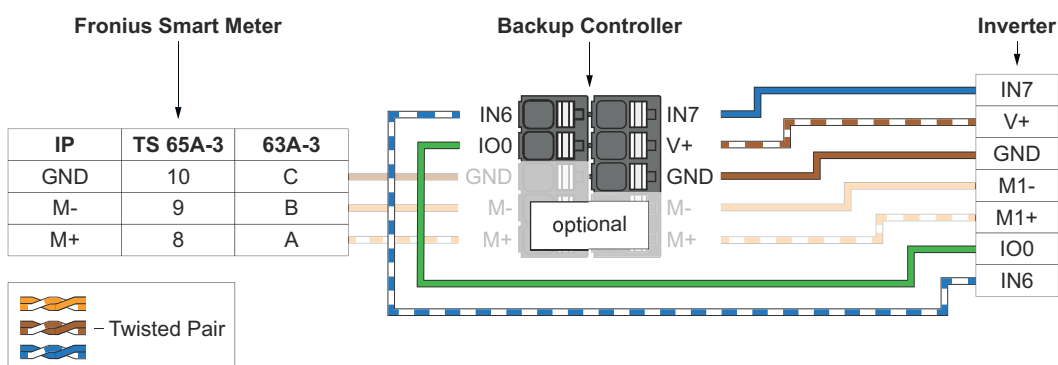 Fronius Smart Meter
Backup Controller
Inverter
IP TS 65A-3 63A-3
GND 10 C
M- 9 B
M+ 8 A
IN6
IO0
GND
M-
M+
optional
IN7
V+
GND
M-
M+
IN7
V+
GND
M1-
M1+
IO0
IN6
– Twisted Pair